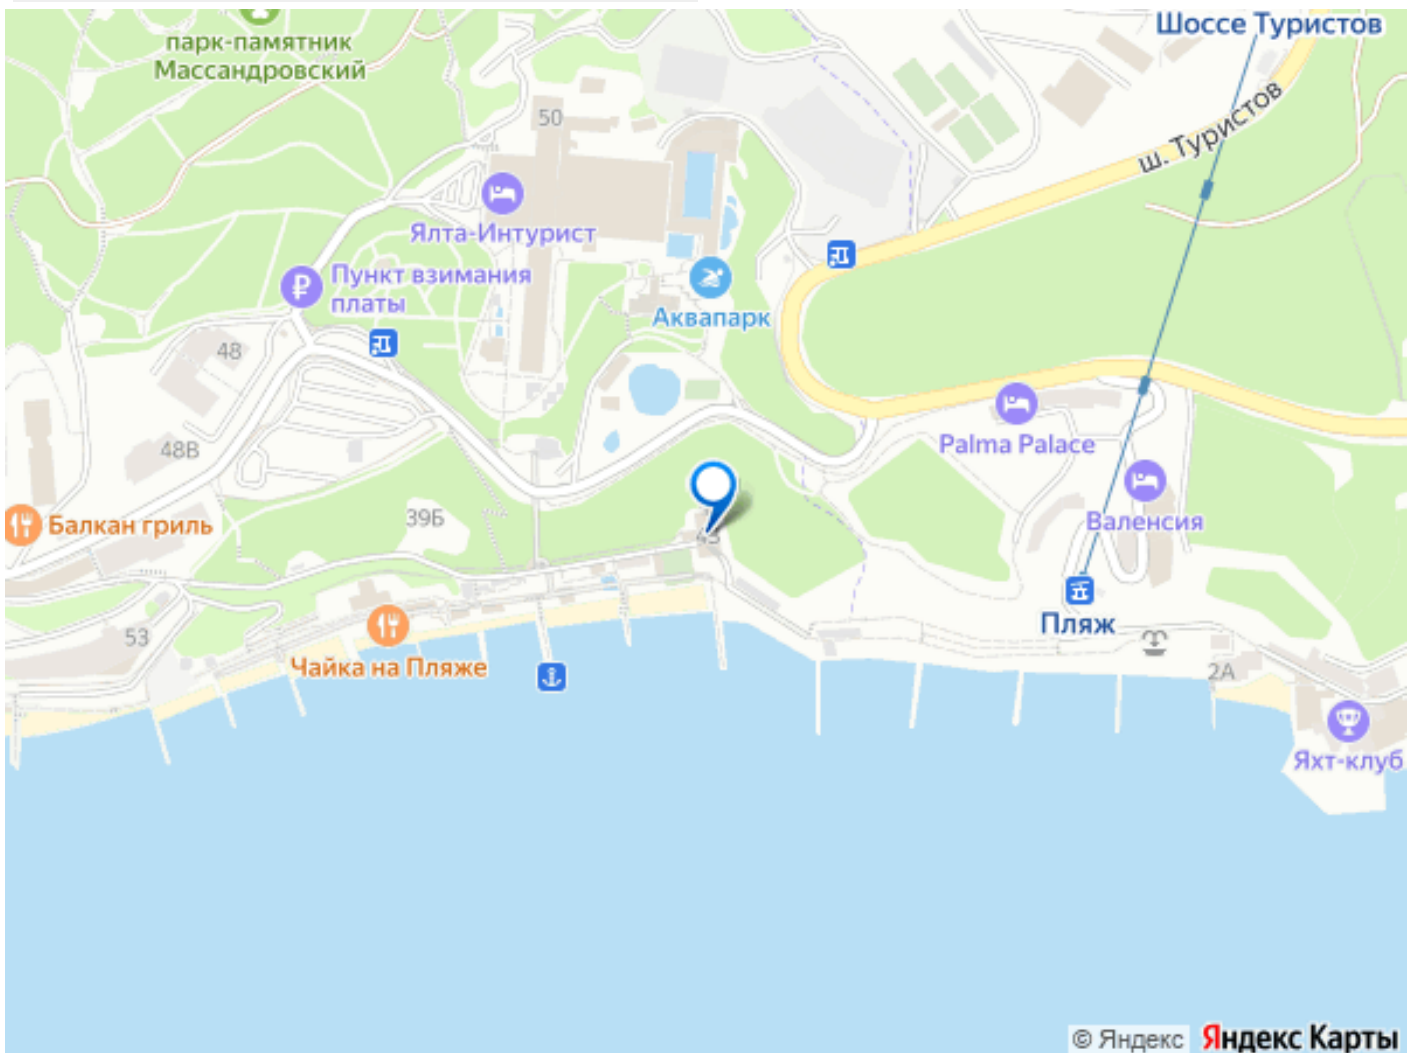 Шоссе Туристов
парк-памятник
Массандровский
50
ш. Туристов
Ялта-Интурист
Пункт взимания
платы
Аквапарк
48
48В
Palma Palace
Валенсия
Балкан гриль
39Б
43
53
Чайка на Пляже
Пляж
2А
Яхт-клуб
© Яндекс Яндекс Карты